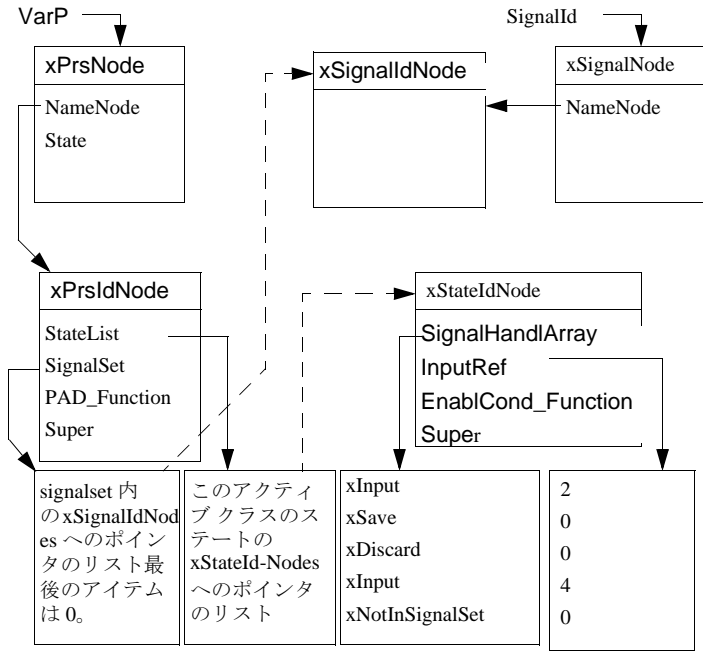 VarP
SignalId
xPrsNode
NameNode
State
xSignalIdNode
xSignalNode
NameNode
xPrsIdNode
StateList
SignalSet
PAD_Function
Super
xStateIdNode
SignalHandlArray
InputRef
EnablCond_Function
Super
signalset 内
のxSignalIdNod
es へのポイン
タのリスト最
後のアイテム
は 0。
このアクティ
ブ クラスのス
テートの
xStateId-Nodes
へのポインタ
のリスト
xInput
xSave
xDiscard
xInput
xNotInSignalSet
2
0
0
4
0